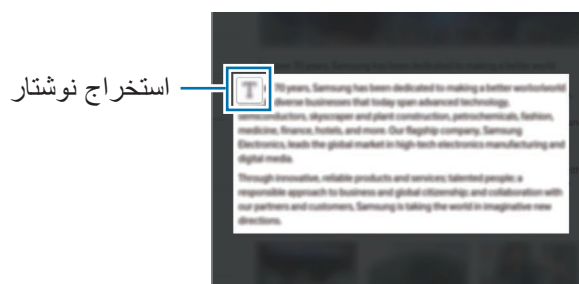 استخراج نوشتار
T
70 years, Samsung has been dedicated to making a better world
diverse businesses that today span advanced technology,
semiconductors, skyscraper and plant construction, petrochemicals, fashion,
medicine, finance, hotels, and more. Our flagship company, Samsung
Electronics, leads the global market in high-tech electronics manufacturing and
digital media.
Through innovative, reliable products and services; talented people; a
responsible approach to business and global citizenship; and collaboration with
our partners and customers, Samsung is taking the world in imaginative new
directions.